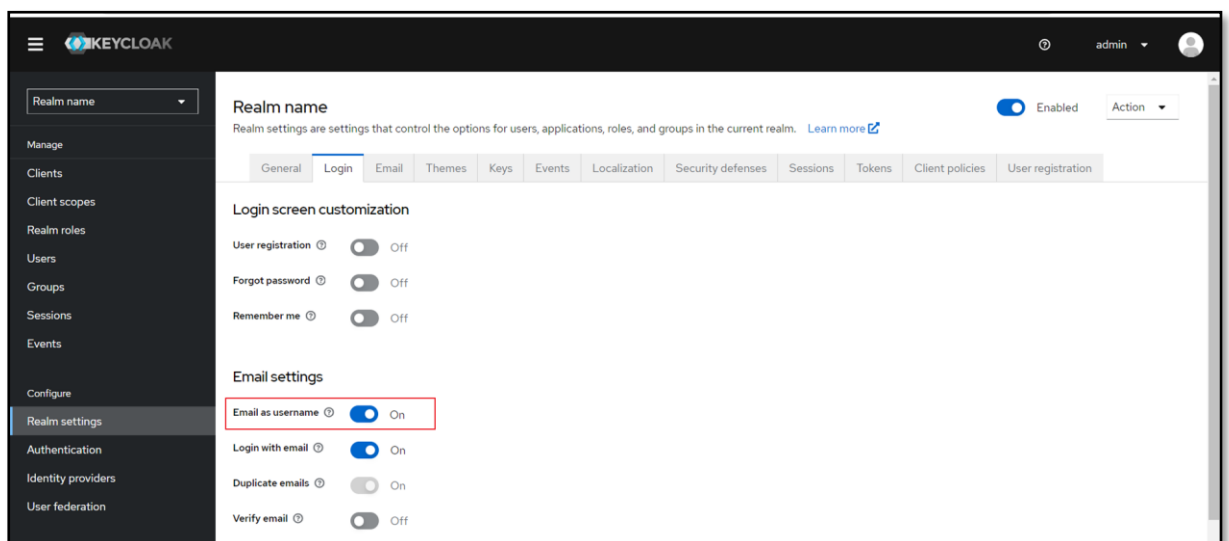 KEYCLOAK
admin
Realm name
Manage
Clients
Client scopes
Realm roles
Users
Groups
Sessions
Events
Configure
Realm settings
Authentication
Identity providers
User federation
Realm name
Enabled
Action
Realm settings are settings that control the options for users, applications, roles, and groups in the current realm. Learn more
General Login Email Themes Keys Events Localization Security defenses Sessions Tokens Client policies User registration
Login screen customization
User registration Off
Forgot password Off
Remember me Off
Email settings
Email as username On
Login with email On
Duplicate emails On
Verify email Off